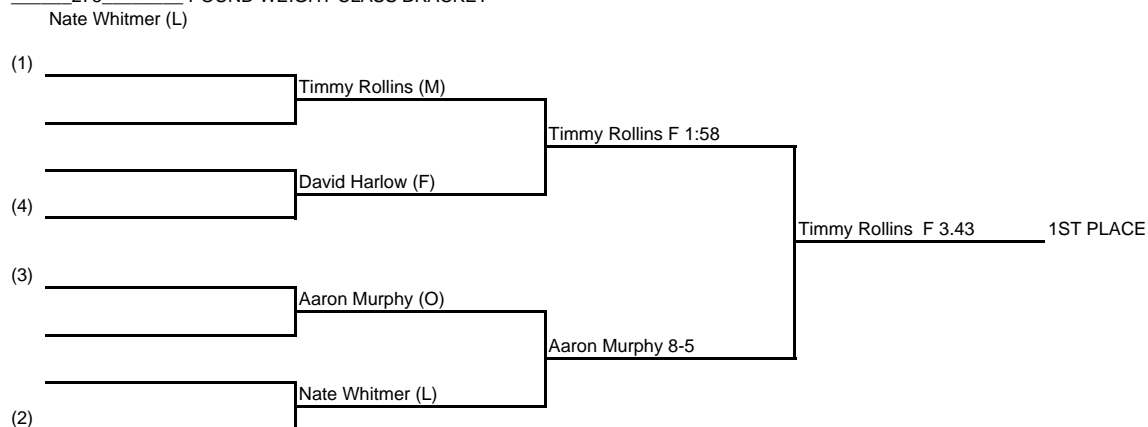 Nate Whitmer (L)
(1)
Timmy Rollins (M)
Timmy Rollins F 1:58
David Harlow (F)
(4)
Timmy Rollins F 3.43 1ST PLACE
(3)
Aaron Murphy (O)
Aaron Murphy 8-5
Nate Whitmer (L)
(2)